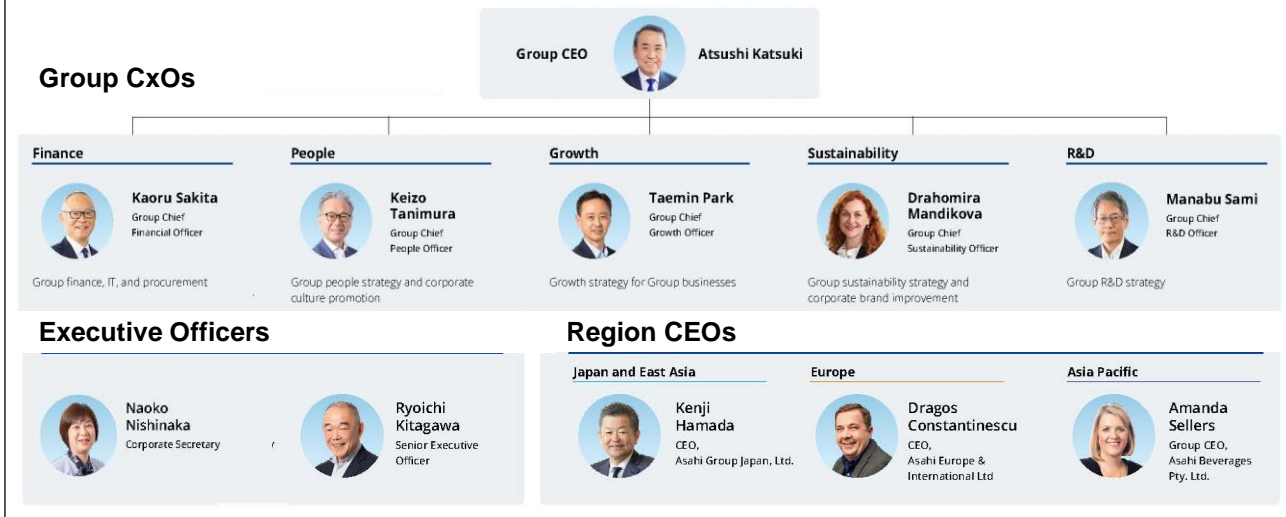 Group CEO
Atsushi Katsuki
Group CxOs
Finance
Kaoru Sakita
Group Chief
Financial Officer
Group finance, IT, and procurement
People
Keizo
Tanimura
Group Chief
People Officer
Group people strategy and corporate
culture promotion
Growth
Taemin Park
Group Chief
Growth Officer
Growth strategy for Group businesses
Sustainability
Drahomira
Mandikova
Group Chief
Sustainability Officer
Group sustainability strategy and
corporate brand improvement
R&D
Manabu Sami
Group Chief
R&D Officer
Group R&D strategy
Executive Officers
Naoko
Nishinaka
Corporate Secretary
Ryoichi
Kitagawa
Senior Executive
Officer
Region CEOs
Japan and East Asia
Kenji
Hamada
CEO,
Asahi Group Japan, Ltd.
Europe
Dragos
Constantinescu
CEO,
Asahi Europe &
International Ltd
Asia Pacific
Amanda
Sellers
Group CEO,
Asahi Beverages
Pty. Ltd.